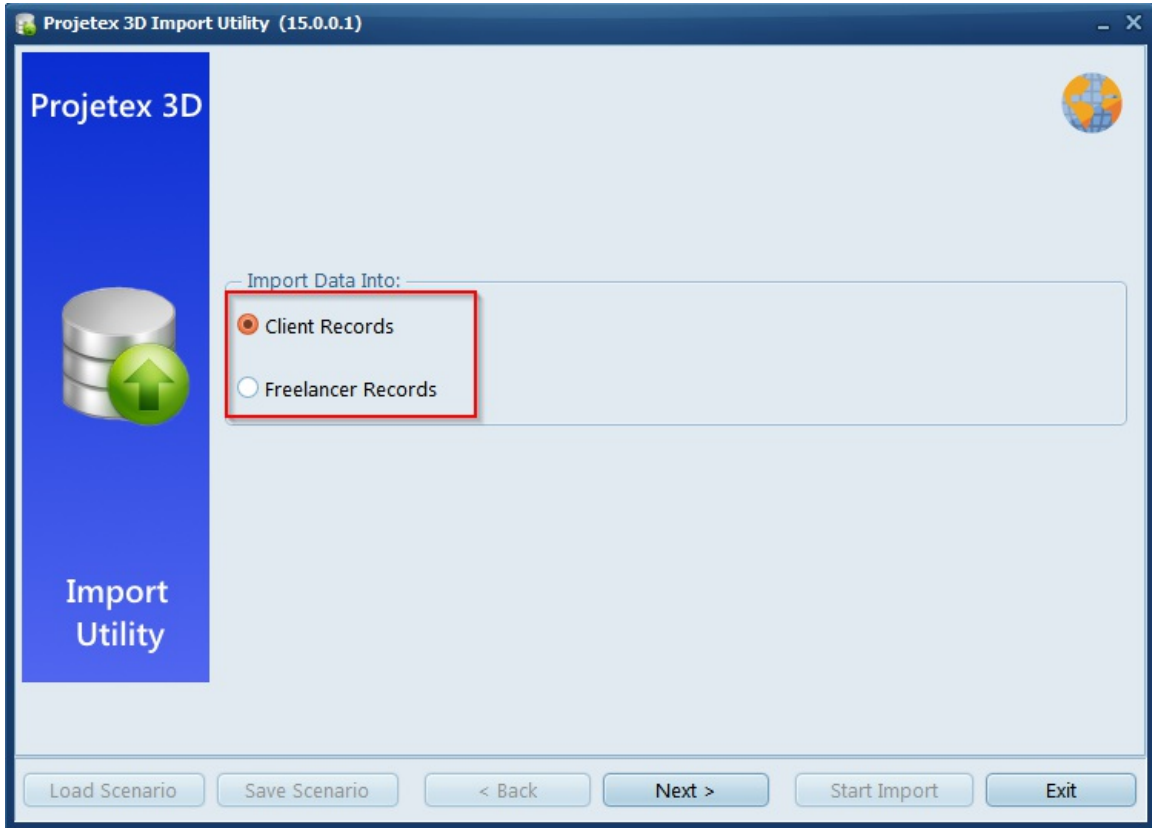 Projetex 3D Import Utility (15.0.0.1)
Projetex 3D
Import Data Into:
Client Records
Freelancer Records
Import
Utility
Load Scenario Save Scenario < Back Next > Start Import Exit